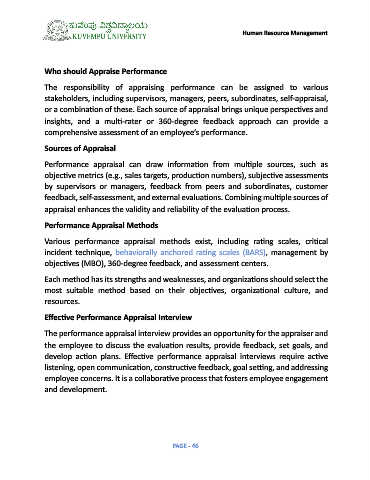 ಕುವೆಂಪು ವಿಶ್ವವಿದ್ಯಾಲಯ
KUVEMPU UNIVERSITY
Human Resource Management
Who should Appraise Performance
The responsibility of appraising performance can be assigned to various
stakeholders, including supervisors, managers, peers, subordinates, self-appraisal,
or a combination of these. Each source of appraisal brings unique perspectives and
insights, and a multi-rater or 360-degree feedback approach can provide a
comprehensive assessment of an employee's performance.
Sources of Appraisal
Performance appraisal can draw information from multiple sources, such as
objective metrics (e.g., sales targets, production numbers), subjective assessments
by supervisors or managers, feedback from peers and subordinates, customer
feedback, self-assessment, and external evaluations. Combining multiple sources of
appraisal enhances the validity and reliability of the evaluation process.
Performance Appraisal Methods
Various performance appraisal methods exist, including rating scales, critical
incident technique, behaviorally anchored rating scales (BARS), management by
objectives (MBO), 360-degree feedback, and assessment centers.
Each method has its strengths and weaknesses, and organizations should select the
most suitable method based on their objectives, organizational culture, and
resources.
Effective Performance Appraisal Interview
The performance appraisal interview provides an opportunity for the appraiser and
the employee to discuss the evaluation results, provide feedback, set goals, and
develop action plans. Effective performance appraisal interviews require active
listening, open communication, constructive feedback, goal setting, and addressing
employee concerns. It is a collaborative process that fosters employee engagement
and development.
PAGE - 46